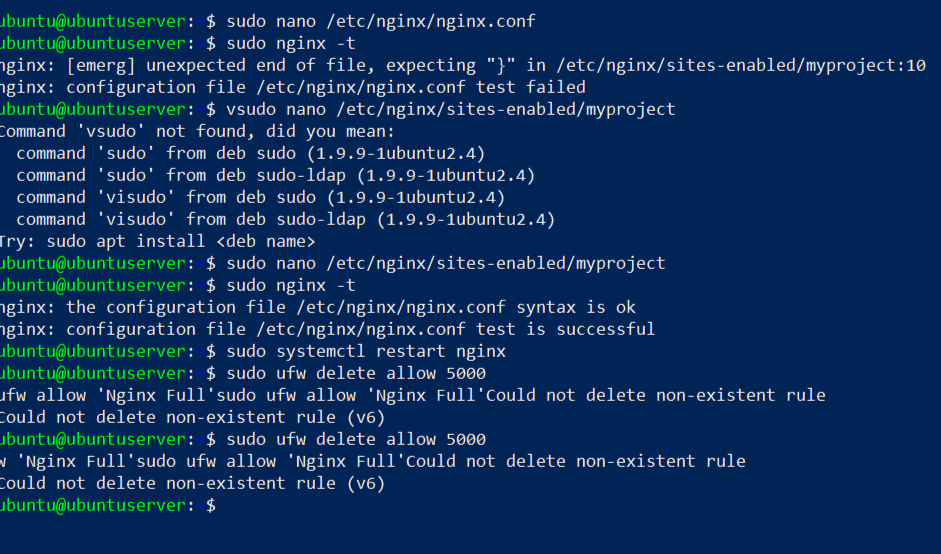 ubuntu@ubuntuserver:~$ sudo nano /etc/nginx/nginx.conf
ubuntu@ubuntuserver:~$ sudo nginx -t
nginx: [emerg] unexpected end of file, expecting "}" in /etc/nginx/sites-enabled/myproject:10
nginx: configuration file /etc/nginx/nginx.conf test failed
ubuntu@ubuntuserver:~$ vsudo nano /etc/nginx/sites-enabled/myproject
Command 'vsudo' not found, did you mean:
  command 'sudo' from deb sudo (1.9.9-1ubuntu2.4)
  command 'sudo' from deb sudo-ldap (1.9.9-1ubuntu2.4)
  command 'visudo' from deb sudo (1.9.9-1ubuntu2.4)
  command 'visudo' from deb sudo-ldap (1.9.9-1ubuntu2.4)
Try: sudo apt install <deb name>
ubuntu@ubuntuserver:~$ sudo nano /etc/nginx/sites-enabled/myproject
ubuntu@ubuntuserver:~$ sudo nginx -t
nginx: the configuration file /etc/nginx/nginx.conf syntax is ok
nginx: configuration file /etc/nginx/nginx.conf test is successful
ubuntu@ubuntuserver:~$ sudo systemctl restart nginx
ubuntu@ubuntuserver:~$ sudo ufw delete allow 5000
ufw allow 'Nginx Full'sudo ufw allow 'Nginx Full'Could not delete non-existent rule
Could not delete non-existent rule (v6)
ubuntu@ubuntuserver:~$ sudo ufw delete allow 5000
w 'Nginx Full'sudo ufw allow 'Nginx Full'Could not delete non-existent rule
Could not delete non-existent rule (v6)
ubuntu@ubuntuserver:~$